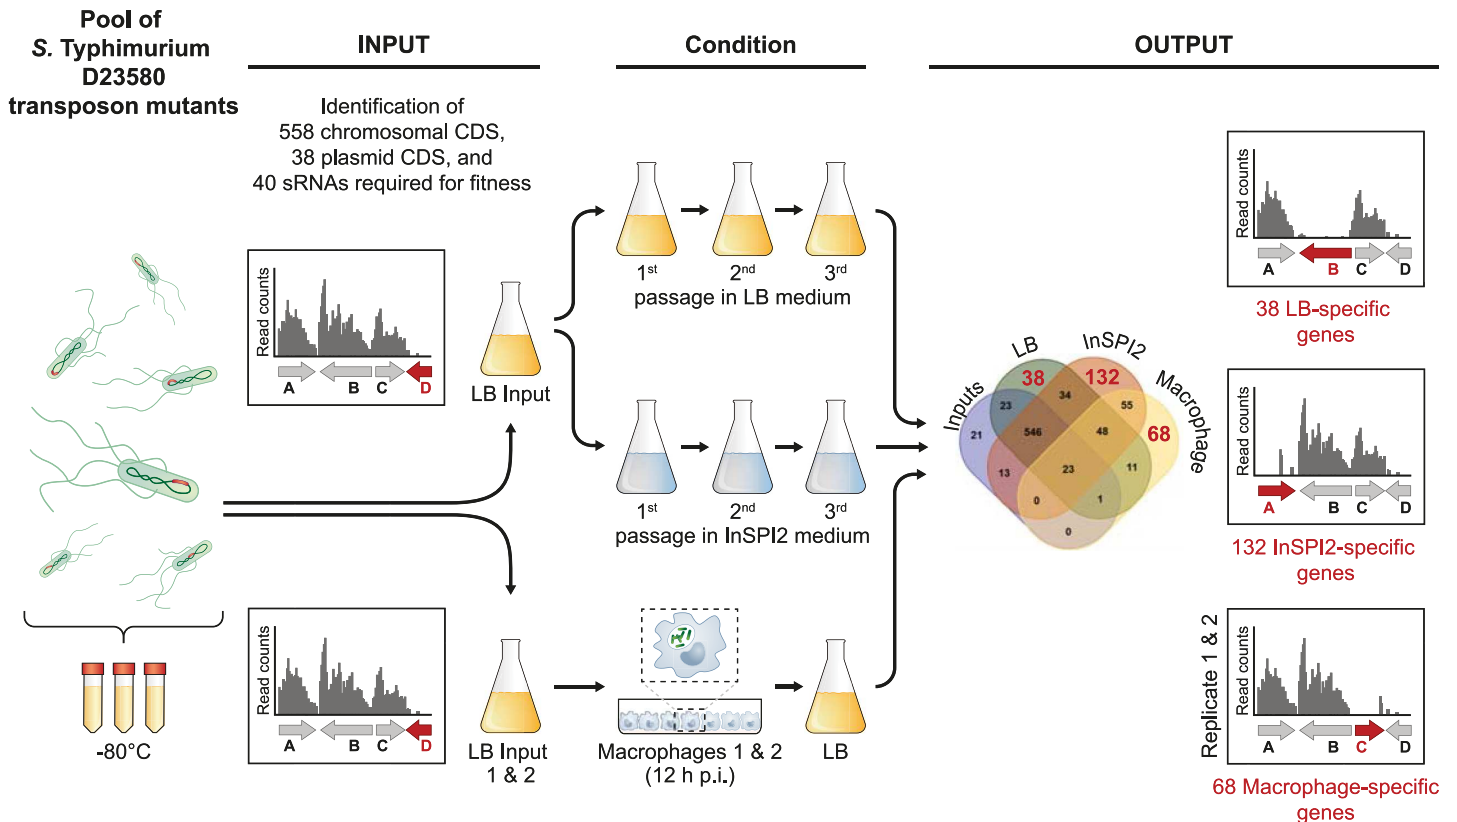 Pool of
S. Typhimurium
D23580
transposon mutants
-80°C
INPUT
Identification of
558 chromosomal CDS,
38 plasmid CDS, and
40 sRNAs required for fitness
Read counts
A B C D
LB Input
Read counts
A B C D
LB Input
1 & 2
Condition
1st 2nd 3rd
passage in LB medium
1st 2nd 3rd
passage in InSPI2 medium
Macrophages 1 & 2
(12 h p.i.)
LB
OUTPUT
Inputs
LB
InSPI2
Macrophage
38 132
23 34 55
21 546 48 68
13 23 11
0 1
0
Read counts
A B C D
38 LB-specific
genes
Read counts
A B C D
132 InSPI2-specific
genes
Replicate 1 & 2
Read counts
A B C D
68 Macrophage-specific
genes